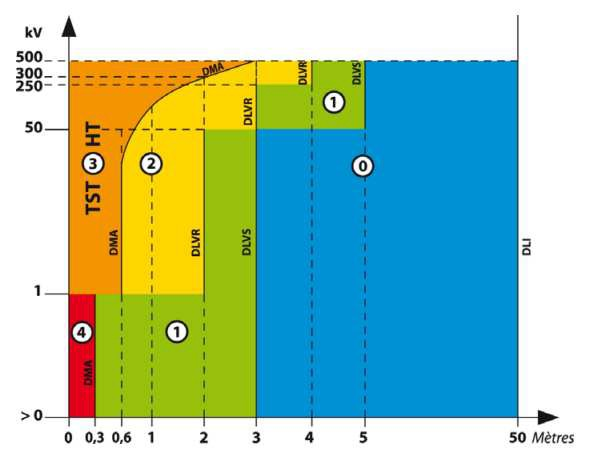 kV
500
300
250
50
1
> 0
TST HT
3
2
1
0
4
1
DMA
DLVR
DLVS
DLVR
DMA
DLVR
DLVS
DMA
DLI
0 0,3 0,6 1 2 3 4 5 50 Mètres